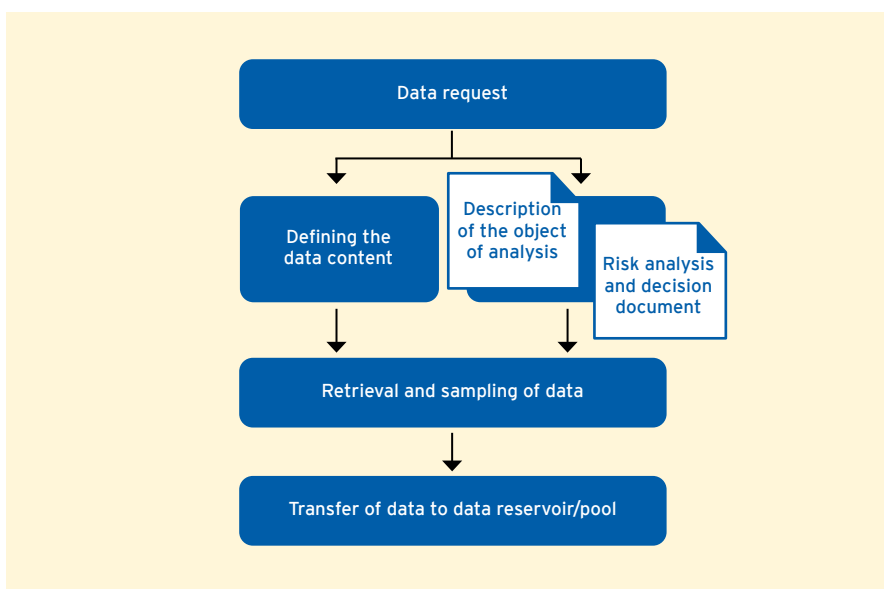 Data request
Defining the
data content
Description
of the object
of analysis
Risk analysis
and decision
document
Retrieval and sampling of data
Transfer of data to data reservoir/pool